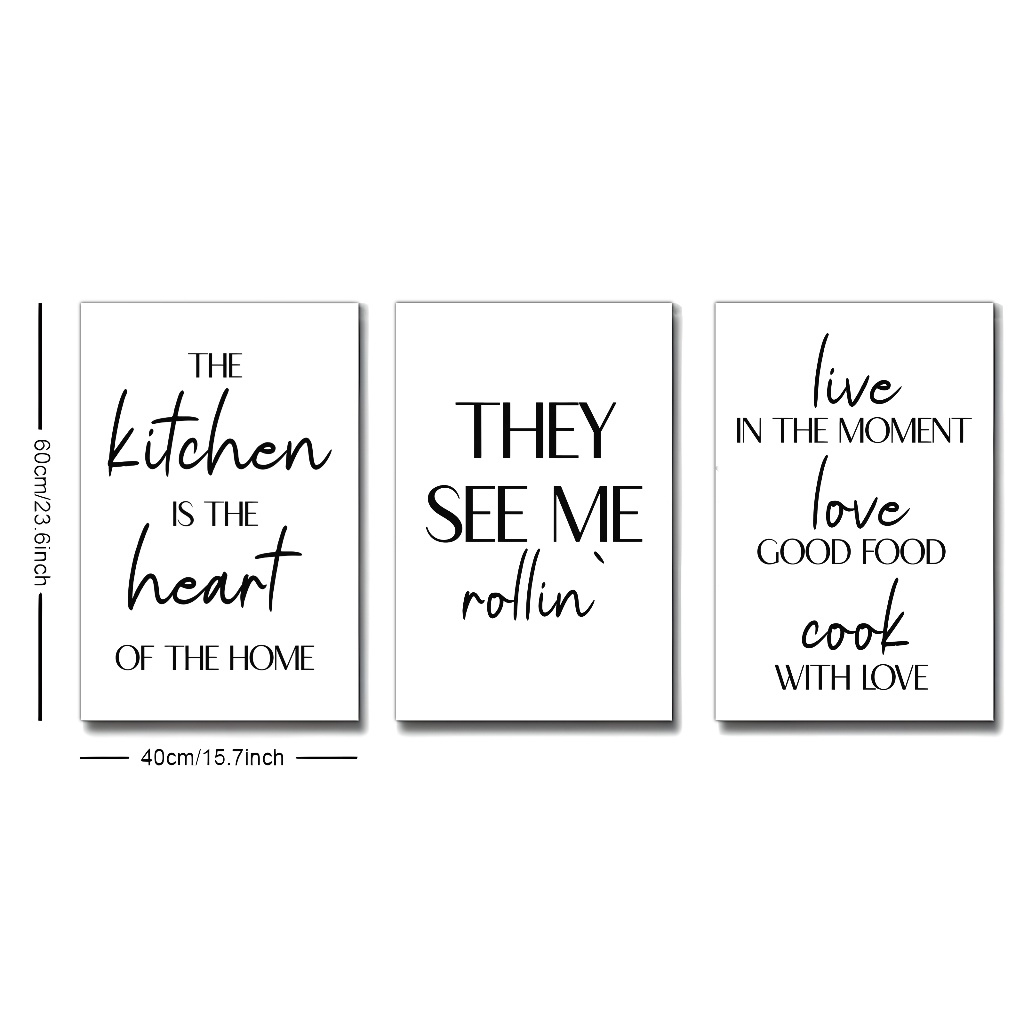 THE
kitchen
IS THE
heart
OF THE HOME
THEY
SEE ME
rollin`
live
IN THE MOMENT
love
GOOD FOOD
cook
WITH LOVE
60cm/23.6inch
40cm/15.7inch